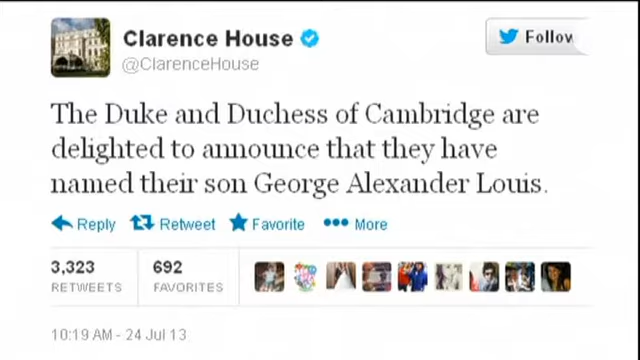 Clarence House
@ClarenceHouse
The Duke and Duchess of Cambridge are
delighted to announce that they have
named their son George Alexander Louis.
Reply Retweet Favorite More
3,323 692
RETWEETS FAVORITES
10:19 AM - 24 Jul 13